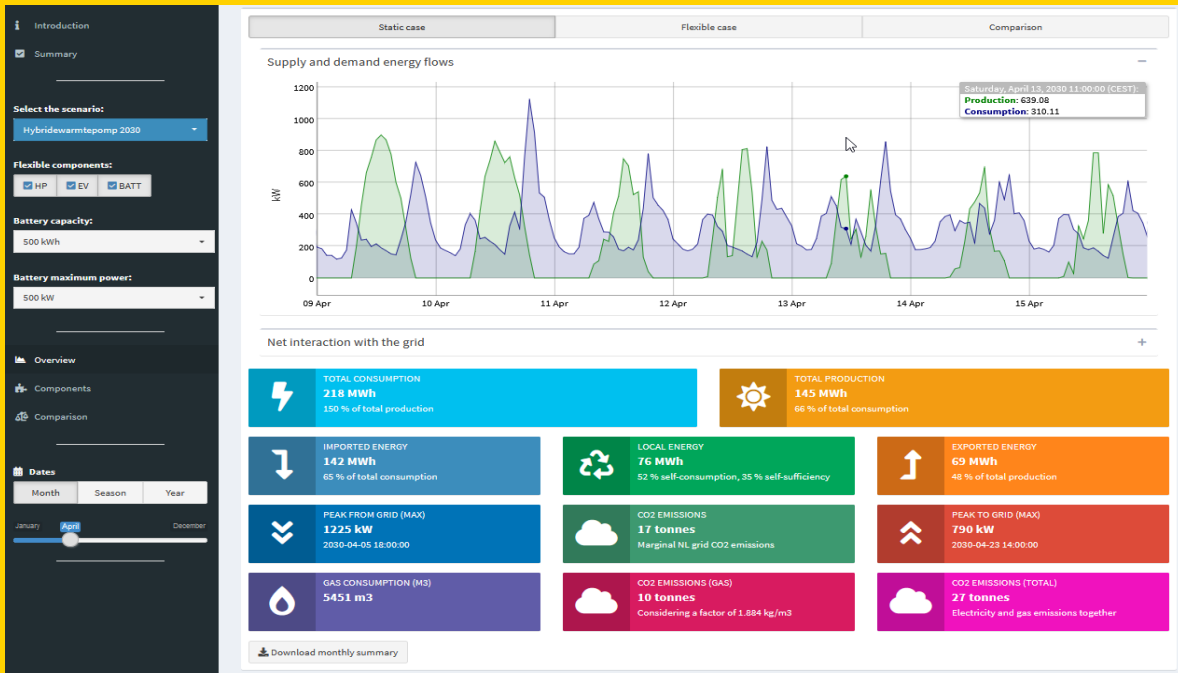 Introduction
Summary
Select the scenario:
Hybridewarmtepomp 2030
Flexible components:
HP EV BATT
Battery capacity:
500 kWh
Battery maximum power:
500 kW
Overview
Components
Comparison
Dates
Month Season Year
January April December
Static case Flexible case Comparison
Supply and demand energy flows
Saturday, April 13, 2030 11:00:00 (CEST):
Production: 639.08
Consumption: 310.11
1200
1000
800
600
400
200
0
kW
09 Apr 10 Apr 11 Apr 12 Apr 13 Apr 14 Apr 15 Apr
Net interaction with the grid
TOTAL CONSUMPTION
218 MWh
150 % of total production
TOTAL PRODUCTION
145 MWh
66 % of total consumption
IMPORTED ENERGY
142 MWh
65 % of total consumption
LOCAL ENERGY
76 MWh
52 % self-consumption, 35 % self-sufficiency
EXPORTED ENERGY
69 MWh
48 % of total production
PEAK FROM GRID (MAX)
1225 kW
2030-04-05 18:00:00
CO2 EMISSIONS
17 tonnes
Marginal NL grid CO2 emissions
PEAK TO GRID (MAX)
790 kW
2030-04-23 14:00:00
GAS CONSUMPTION (M3)
5451 m3
CO2 EMISSIONS (GAS)
10 tonnes
Considering a factor of 1.884 kg/m3
CO2 EMISSIONS (TOTAL)
27 tonnes
Electricity and gas emissions together
Download monthly summary